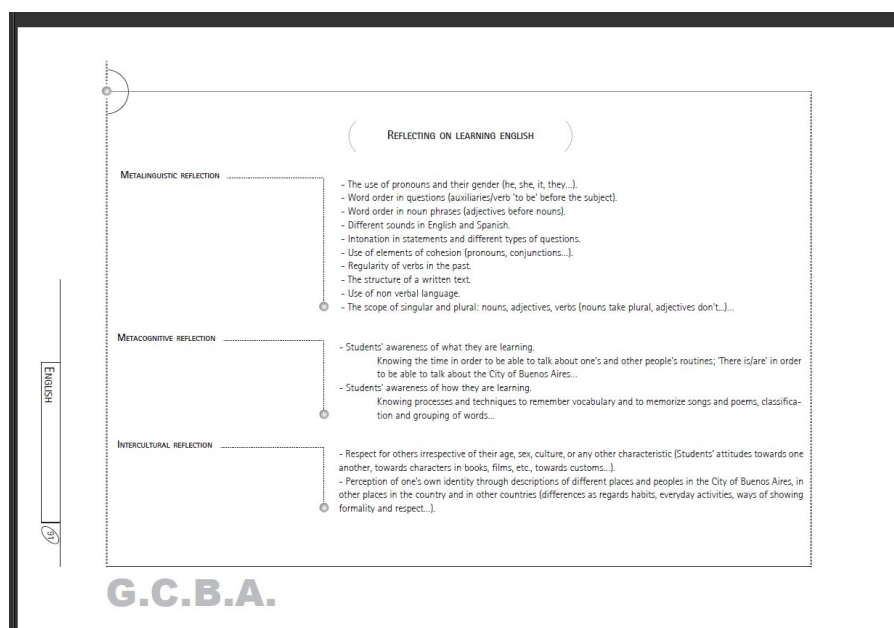 REFLECTING ON LEARNING ENGLISH
METALINGUISTIC REFLECTION
- The use of pronouns and their gender (he, she, it, they...).
- Word order in questions (auxiliaries/verb 'to be' before the subject).
- Word order in noun phrases (adjectives before nouns).
- Different sounds in English and Spanish.
- Intonation in statements and different types of questions.
- Use of elements of cohesion (pronouns, conjunctions...).
- Regularity of verbs in the past.
- The structure of a written text.
- Use of non verbal language.
- The scope of singular and plural: nouns, adjectives, verbs (nouns take plural, adjectives don't...)...
METACOGNITIVE REFLECTION
- Students' awareness of what they are learning.
Knowing the time in order to be able to talk about one's and other people's routines; 'There is/are' in order
to be able to talk about the City of Buenos Aires...
- Students' awareness of how they are learning.
Knowing processes and techniques to remember vocabulary and to memorize songs and poems, classifica-
tion and grouping of words...
INTERCULTURAL REFLECTION
- Respect for others irrespective of their age, sex, culture, or any other characteristic (Students' attitudes towards one
another, towards characters in books, films, etc., towards customs...).
- Perception of one's own identity through descriptions of different places and peoples in the City of Buenos Aires, in
other places in the country and in other countries (differences as regards habits, everyday activities, ways of showing
formality and respect...).
ENGLISH
91
G.C.B.A.